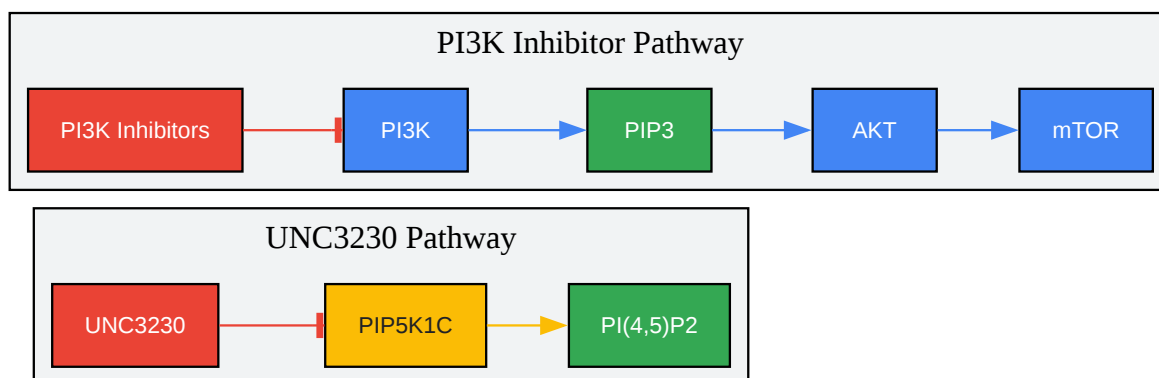 PI3K Inhibitor Pathway
PI3K Inhibitors PI3K PIP3 AKT mTOR
UNC3230 Pathway
UNC3230 PIP5K1C PI(4,5)P2